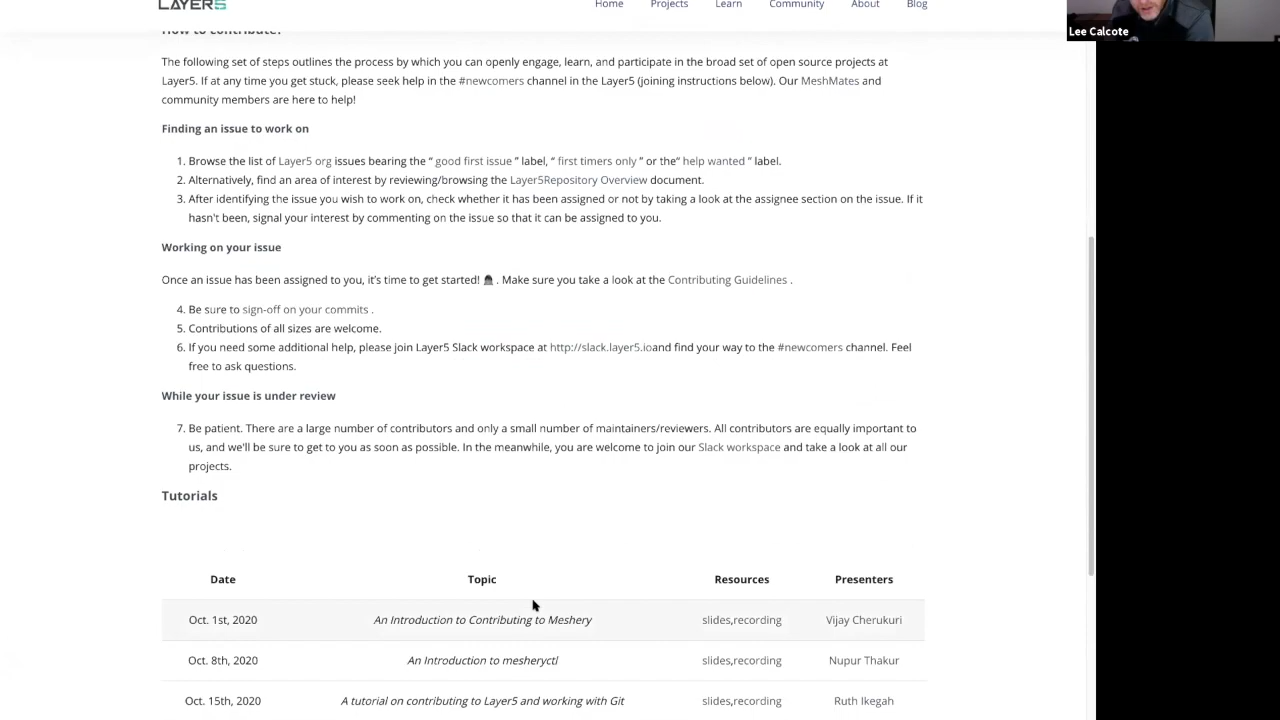 LAYER5
Home Projects Learn Community About Blog
Lee Calcote
How to contribute?
The following set of steps outlines the process by which you can openly engage, learn, and participate in the broad set of open source projects at
Layer5. If at any time you get stuck, please seek help in the #newcomers channel in the Layer5 (joining instructions below). Our MeshMates and
community members are here to help!
Finding an issue to work on
1. Browse the list of Layer5 org issues bearing the “ good first issue ” label, “ first timers only ” or the” help wanted ” label.
2. Alternatively, find an area of interest by reviewing/browsing the Layer5Repository Overview document.
3. After identifying the issue you wish to work on, check whether it has been assigned or not by taking a look at the assignee section on the issue. If it
hasn't been, signal your interest by commenting on the issue so that it can be assigned to you.
Working on your issue
Once an issue has been assigned to you, it’s time to get started! . Make sure you take a look at the Contributing Guidelines .
4. Be sure to sign-off on your commits .
5. Contributions of all sizes are welcome.
6. If you need some additional help, please join Layer5 Slack workspace at http://slack.layer5.ioand find your way to the #newcomers channel. Feel
free to ask questions.
While your issue is under review
7. Be patient. There are a large number of contributors and only a small number of maintainers/reviewers. All contributors are equally important to
us, and we'll be sure to get to you as soon as possible. In the meanwhile, you are welcome to join our Slack workspace and take a look at all our
projects.
Tutorials
Date Topic Resources Presenters
Oct. 1st, 2020 An Introduction to Contributing to Meshery slides,recording Vijay Cherukuri
Oct. 8th, 2020 An Introduction to mesheryctl slides,recording Nupur Thakur
Oct. 15th, 2020 A tutorial on contributing to Layer5 and working with Git slides,recording Ruth Ikegah